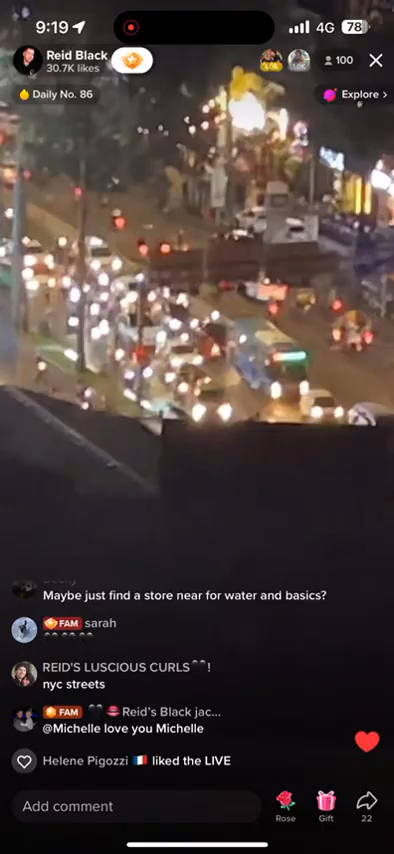 9:19
4G
78
Reid Black
30.7K likes
100
Daily No. 86
Explore >
Maybe just find a store near for water and basics?
FAM sarah
🖤🖤🖤🖤
REID'S LUSCIOUS CURLS🖤!
nyc streets
FAM 🖤🫦Reid's Black jac...
@Michelle love you Michelle
Helene Pigozzi 🇫🇷 liked the LIVE
Add comment
Rose
Gift
22